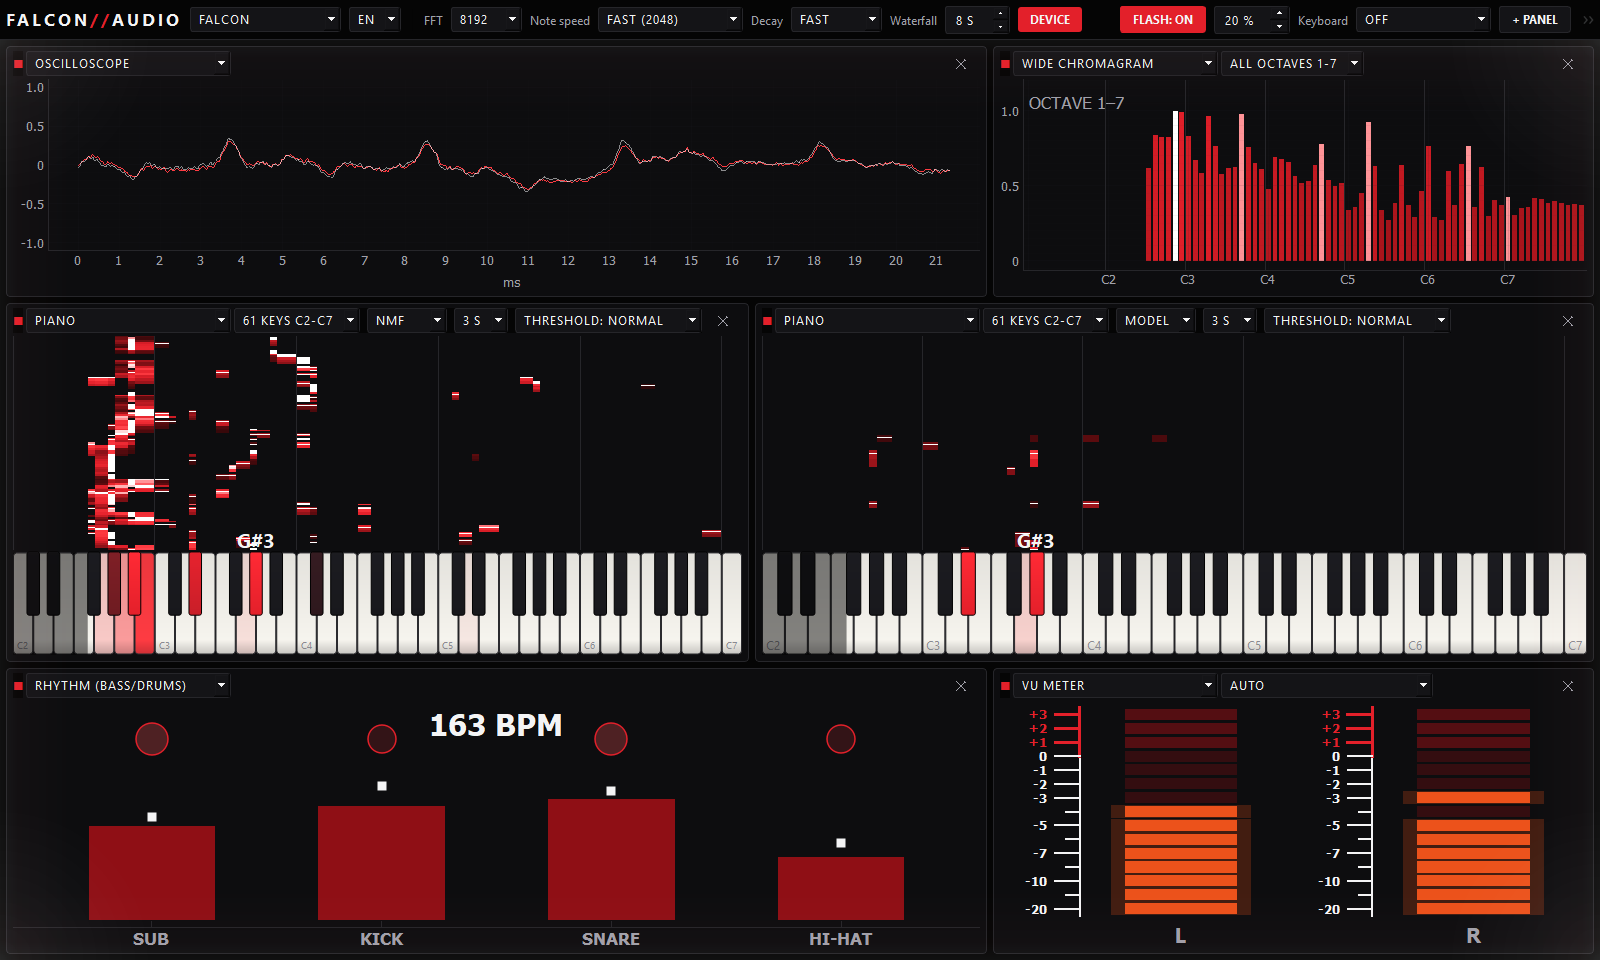 FALCON//AUDIO FALCON EN FFT 8192 Note speed FAST (2048) Decay FAST Waterfall 8 S DEVICE FLASH: ON 20 % Keyboard OFF + PANEL
OSCILLOSCOPE
1.0
0.5
0
-0.5
-1.0
0 1 2 3 4 5 6 7 8 9 10 11 12 13 14 15 16 17 18 19 20 21
ms
WIDE CHROMAGRAM ALL OCTAVES 1-7
OCTAVE 1–7
1.0
0.5
0
C2 C3 C4 C5 C6 C7
PIANO 61 KEYS C2-C7 NMF 3 S THRESHOLD: NORMAL
G#3
C2 C3 C4 C5 C6 C7
PIANO 61 KEYS C2-C7 MODEL 3 S THRESHOLD: NORMAL
G#3
C2 C3 C4 C5 C6 C7
RHYTHM (BASS/DRUMS)
163 BPM
SUB KICK SNARE HI-HAT
VU METER AUTO
+3 +3
+2 +2
+1 +1
0 0
-1 -1
-2 -2
-3 -3
-5 -5
-7 -7
-10 -10
-20 -20
L R